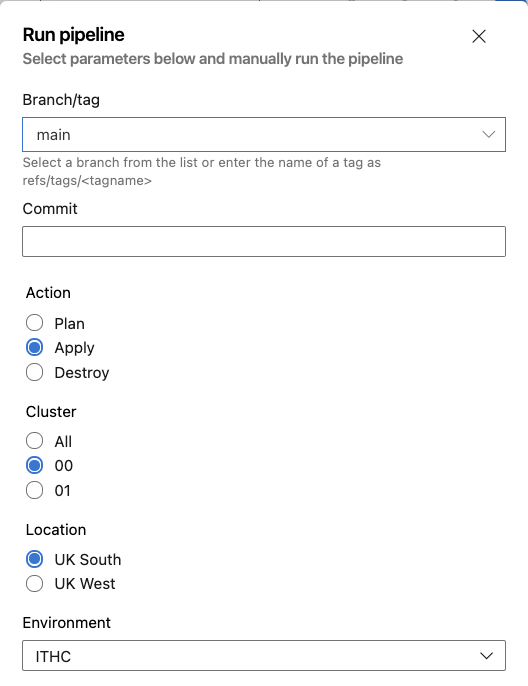 Run pipeline
Select parameters below and manually run the pipeline
Branch/tag
main
Select a branch from the list or enter the name of a tag as
refs/tags/<tagname>
Commit
Action
Plan
Apply
Destroy
Cluster
All
00
01
Location
UK South
UK West
Environment
ITHC